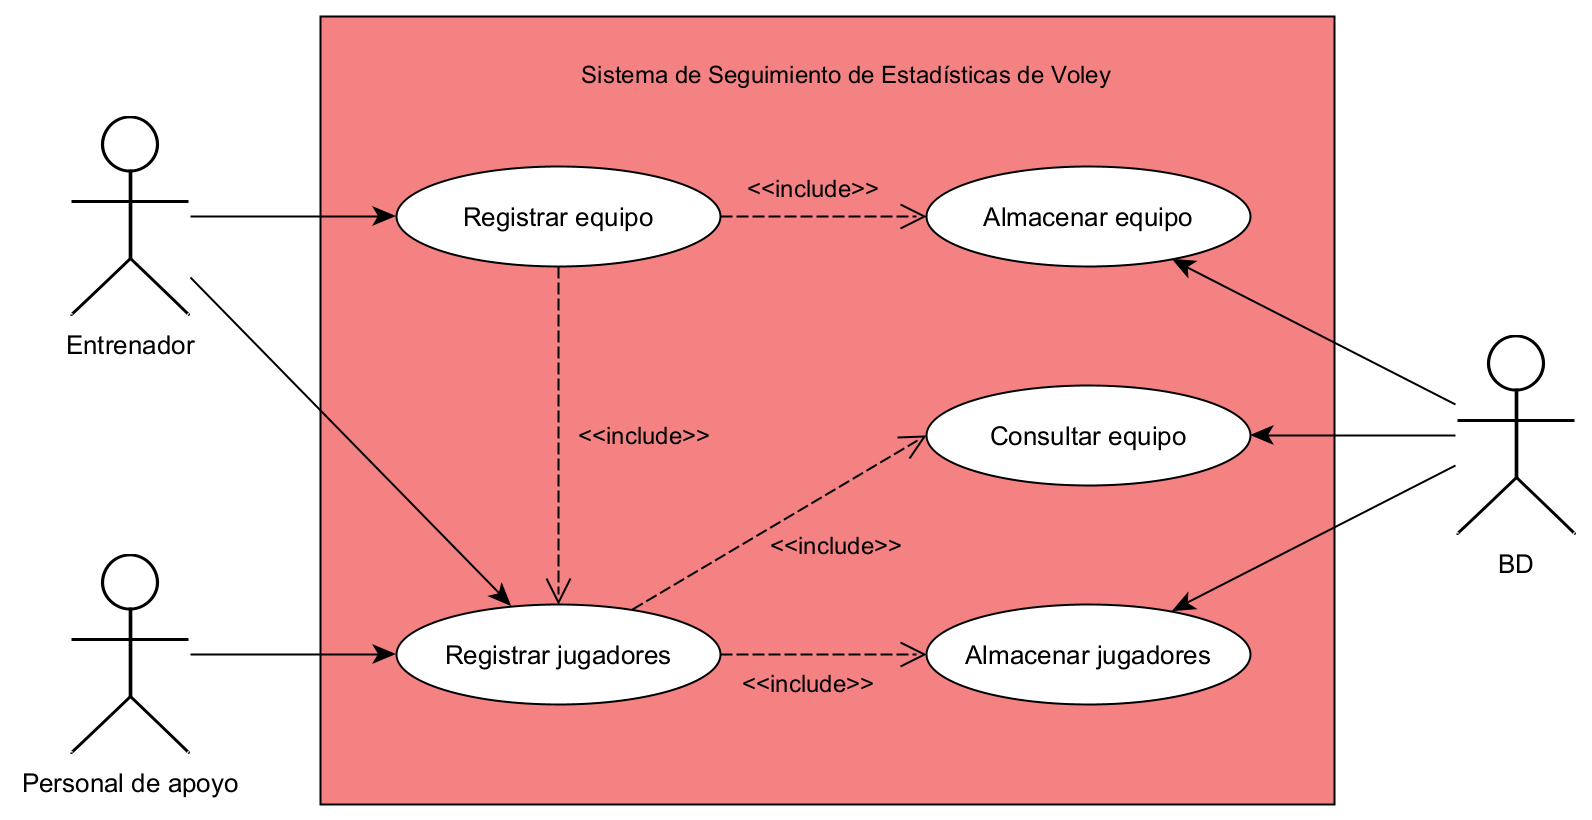 Sistema de Seguimiento de Estadísticas de Voley
<<include>>
Registrar equipo
Almacenar equipo
Entrenador
<<include>>
Consultar equipo
<<include>>
BD
Registrar jugadores
Almacenar jugadores
<<include>>
Personal de apoyo